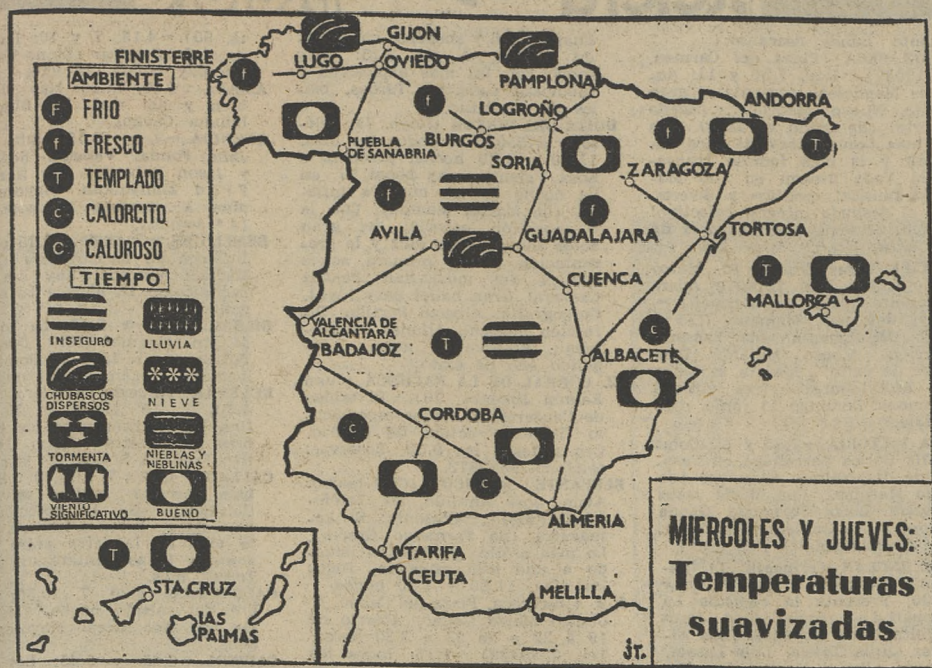 FINISTERRE
AMBIENTE
F FRIO
f FRESCO
T TEMPLADO
c CALORCITO
C CALUROSO
TIEMPO
INSEGURO
LLUVIA
CHUBASCOS
DISPERSOS
NIEVE
TORMENTA
NIEBLAS Y
NEBLINAS
VIENTO
SIGNIFICATIVO
BUENO
GIJON
f
LUGO
OVIEDO
PAMPLONA
f
LOGROÑO
BURGOS
ANDORRA
f
T
PUEBLA
DE SANABRIA
SORIA
ZARAGOZA
f
f
AVILA
GUADALAJARA
TORTOSA
CUENCA
T
MALLORCA
VALENCIA DE
ALCANTARA
BADAJOZ
T
c
ALBACETE
c
CORDOBA
c
ALMERIA
TARIFA
CEUTA
MELILLA
jr.
T
STA.CRUZ
LAS
PALMAS
MIERCOLES Y JUEVES:
Temperaturas
suavizadas